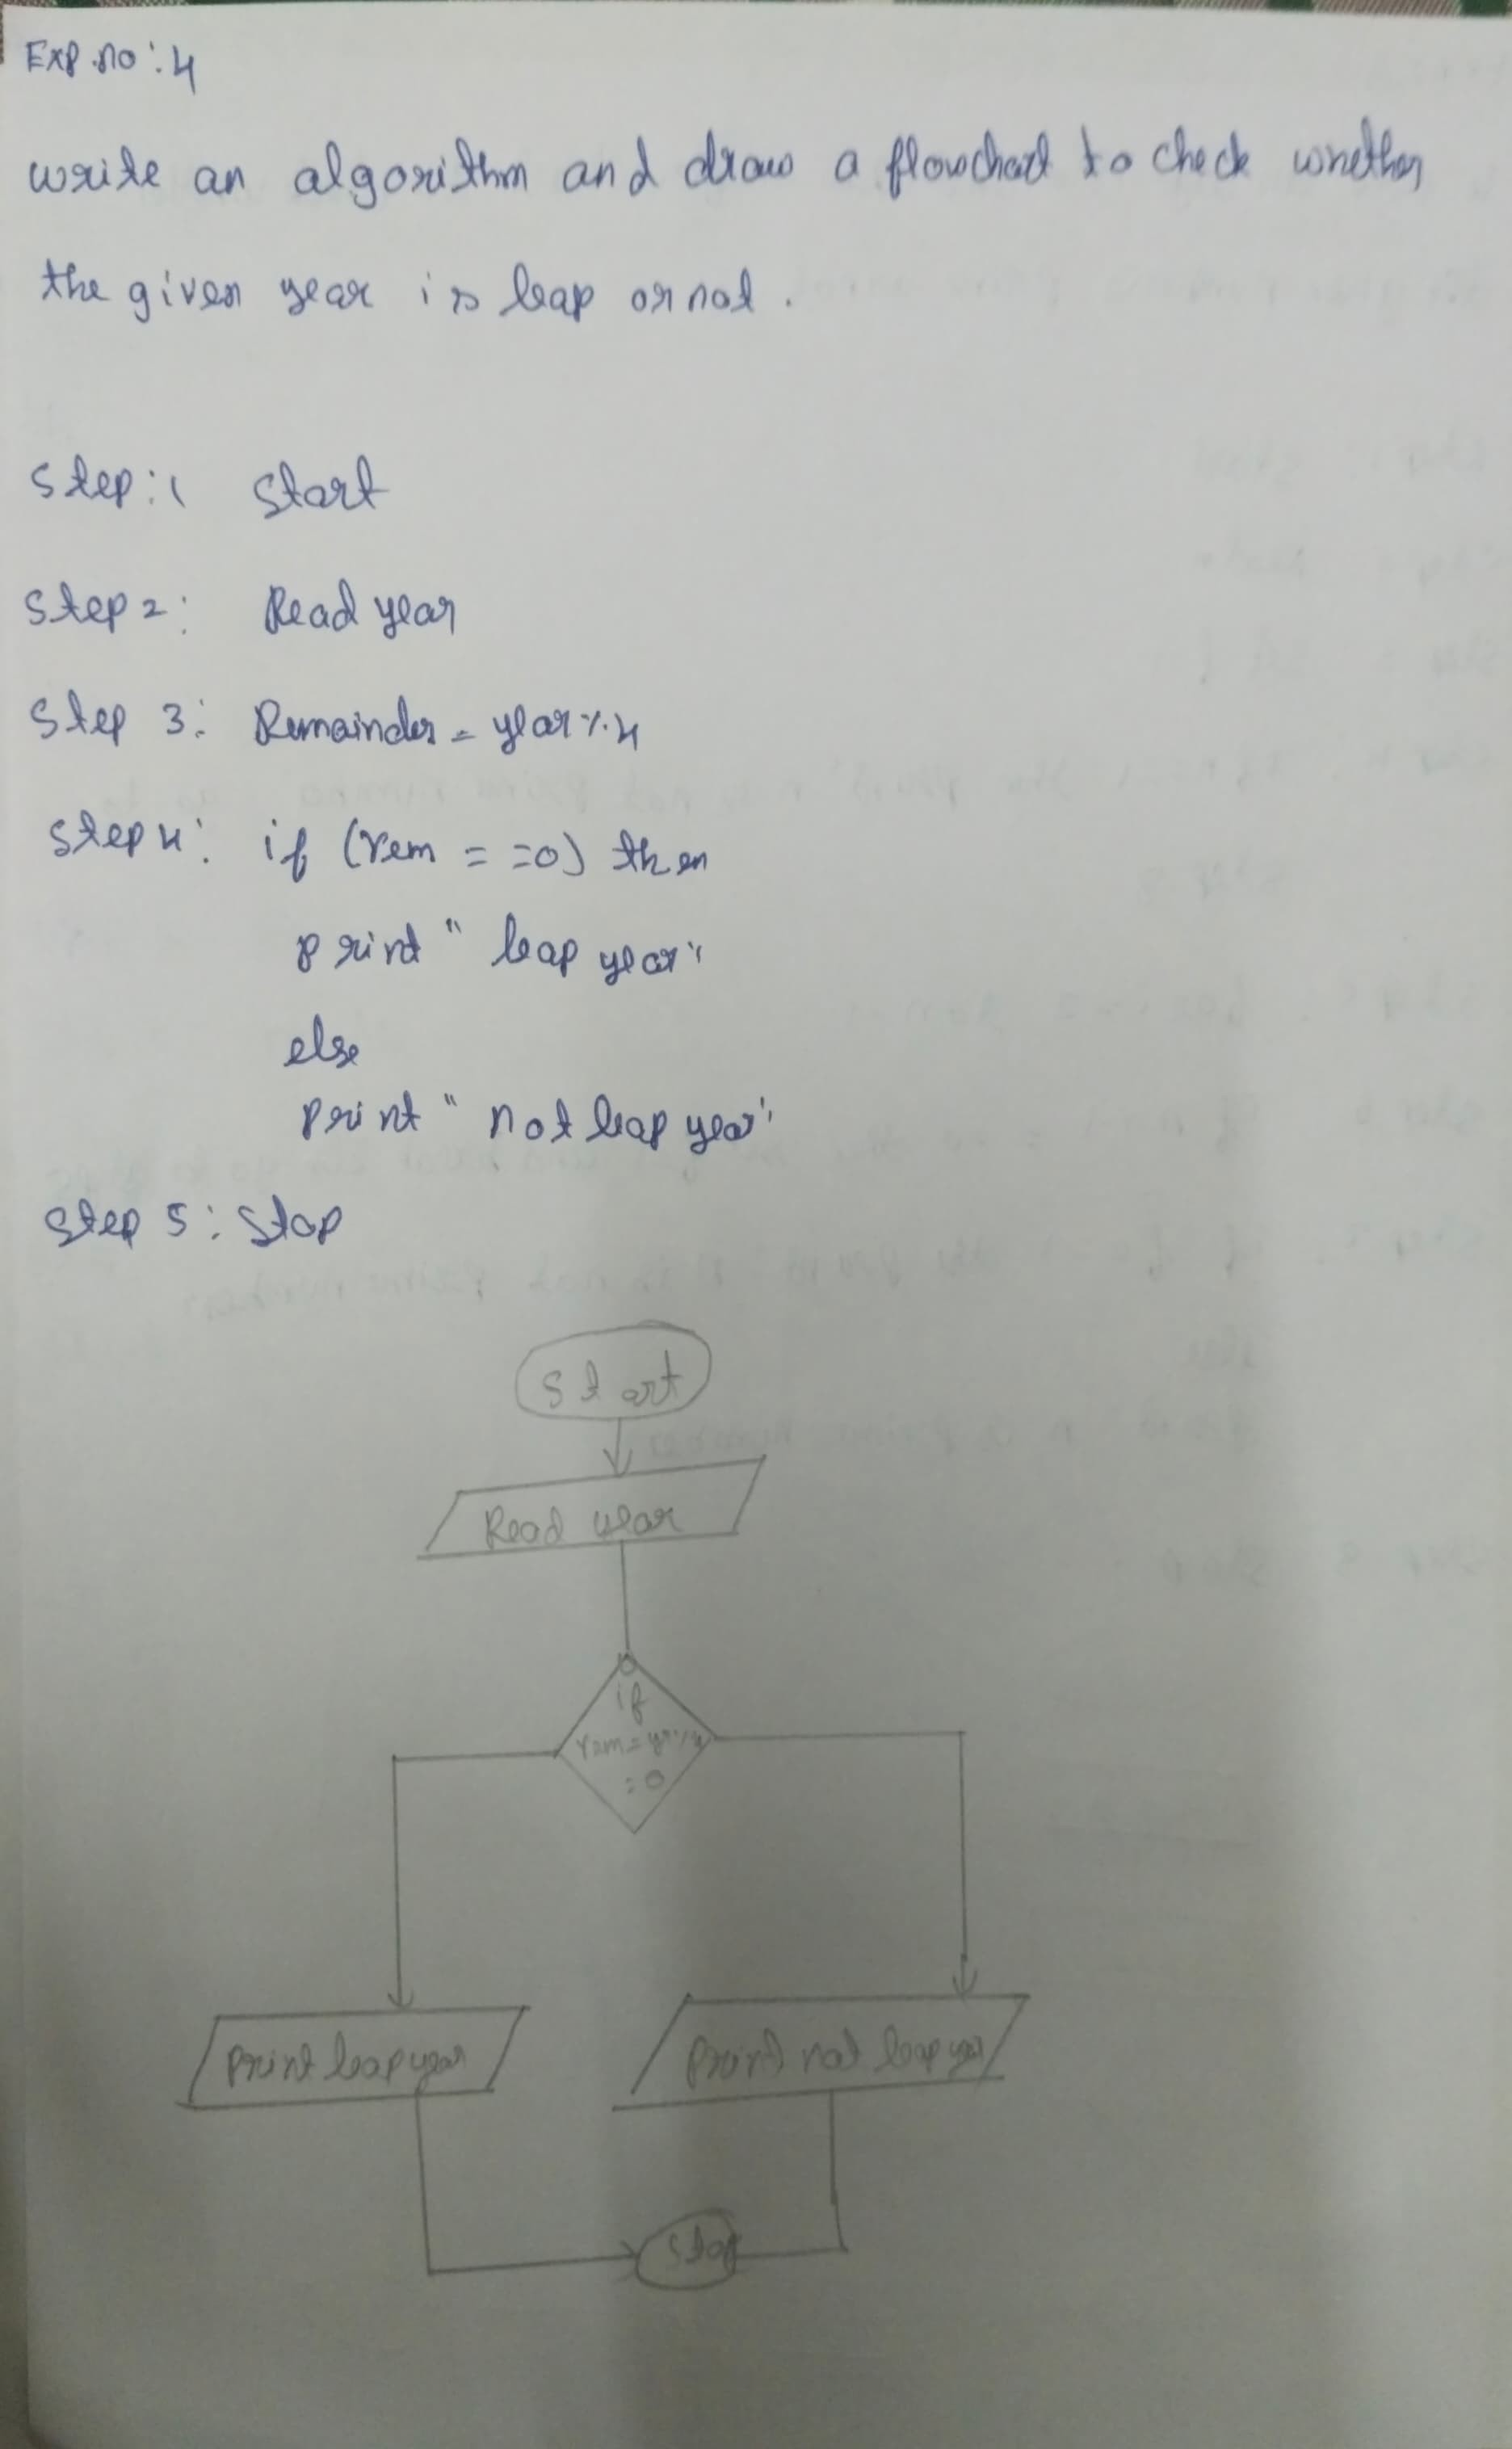 Exp.no:4
write an algorithm and draw a flowchart to check whether
the given year is leap or not.
Step:1 Start
Step 2: Read year
Step 3: Remainder = year % 4
Step 4: if (rem = =0) then
print " leap year"
else
print " not leap year"
Step 5: Stop
Start
Read year
if
rem = yr % 4
= 0
print leap year
print not leap year
stop